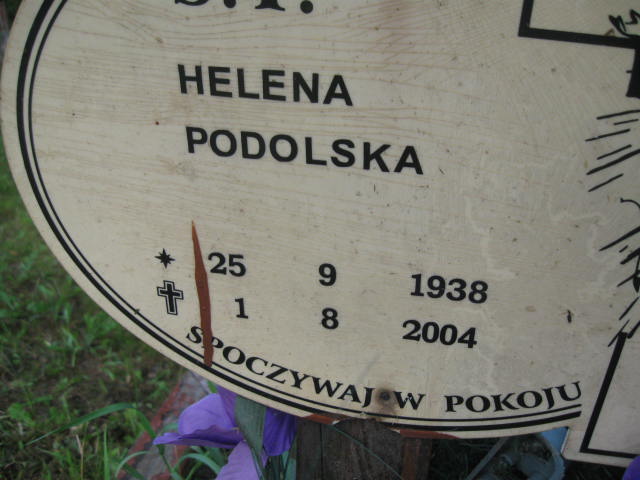 Ś.P.
HELENA
PODOLSKA
25 9 1938
1 8 2004
SPOCZYWAJ W POKOJU